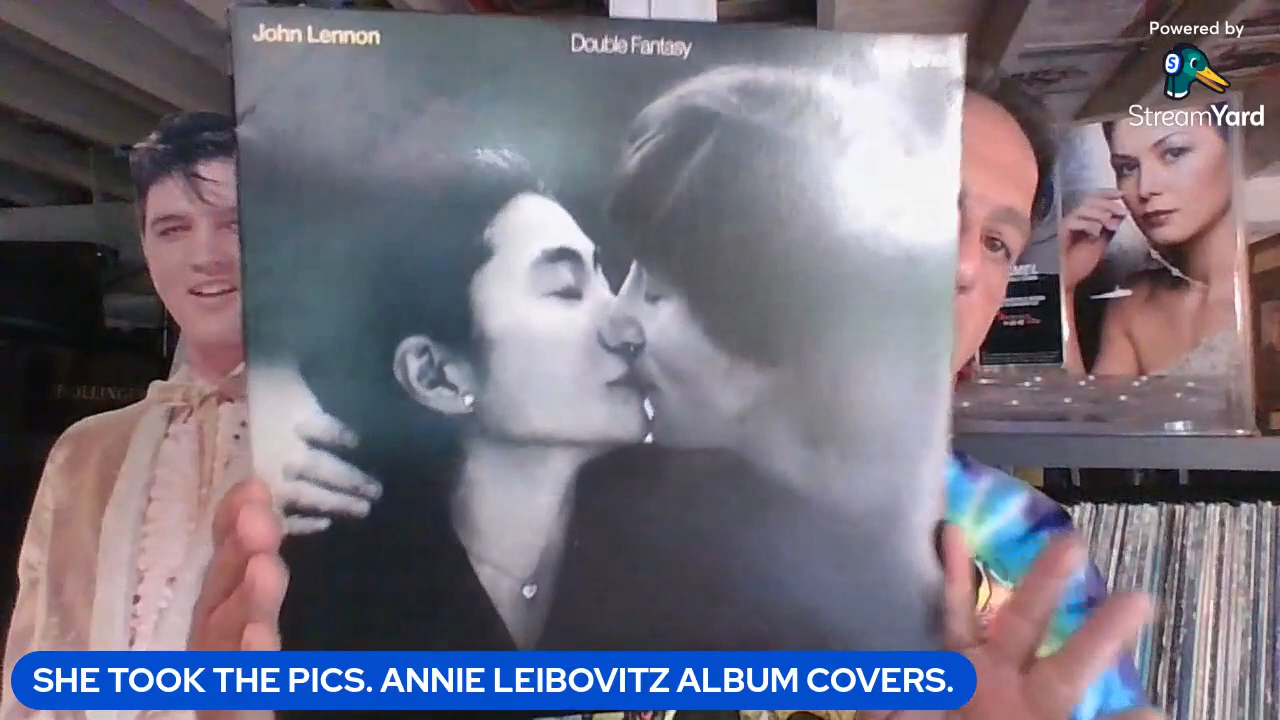 John Lennon
Double Fantasy
Powered by
StreamYard
SHE TOOK THE PICS. ANNIE LEIBOVITZ ALBUM COVERS.